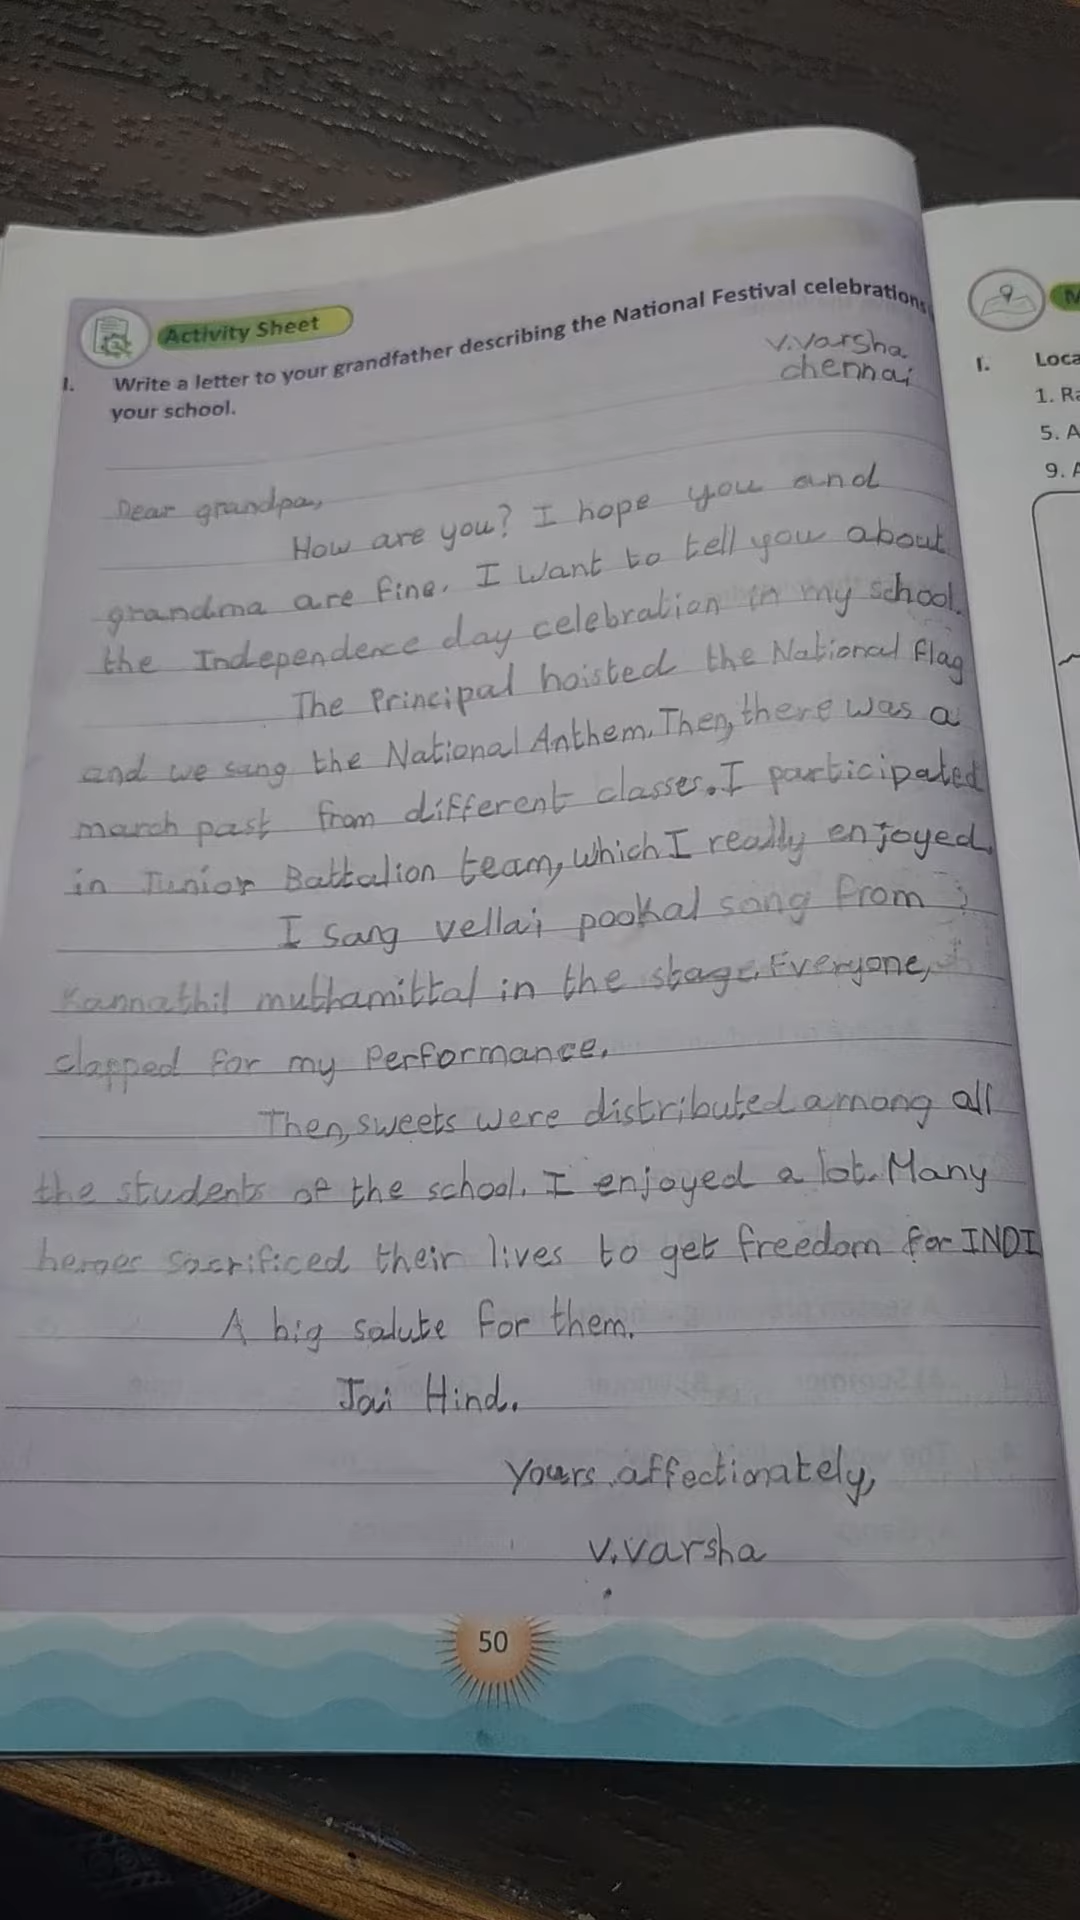 Activity Sheet
I. Write a letter to your grandfather describing the National Festival celebrations
your school.
V.Varsha
chennai
Dear grandpa,
How are you? I hope you and
grandma are fine. I want to tell you about
the Independence day celebration in my school.
The Principal hoisted the National Flag
and we sang the National Anthem. Then, there was a
march past from different classes. I participated
in Junior Battalion team, which I really enjoyed.
I sang vellai pookal song from
Kannathil muthamittal in the stage. Everyone,
clapped for my Performance.
Then, sweets were distributed among all
the students of the school. I enjoyed a lot. Many
heroes sacrificed their lives to get freedom for INDI
A big salute for them.
Jai Hind.
Yours affectionately,
V.Varsha
50
I. Loca
1. Ra
5. A
9. A